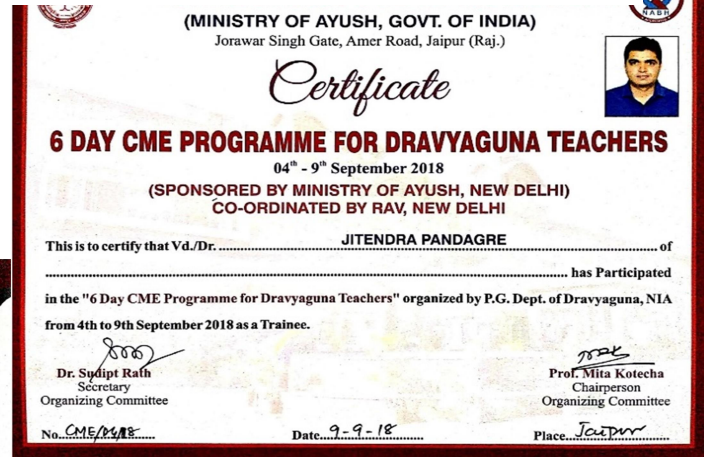 (MINISTRY OF AYUSH, GOVT. OF INDIA)
Jorawar Singh Gate, Amer Road, Jaipur (Raj.)
NABH
Certificate
6 DAY CME PROGRAMME FOR DRAVYAGUNA TEACHERS
04th - 9th September 2018
(SPONSORED BY MINISTRY OF AYUSH, NEW DELHI)
CO-ORDINATED BY RAV, NEW DELHI
This is to certify that Vd./Dr. JITENDRA PANDAGRE of
has Participated
in the "6 Day CME Programme for Dravyaguna Teachers" organized by P.G. Dept. of Dravyaguna, NIA
from 4th to 9th September 2018 as a Trainee.
Dr. Sudipt Rath
Secretary
Organizing Committee
Prof. Mita Kotecha
Chairperson
Organizing Committee
No. Date 9-9-18 Place Jaipur